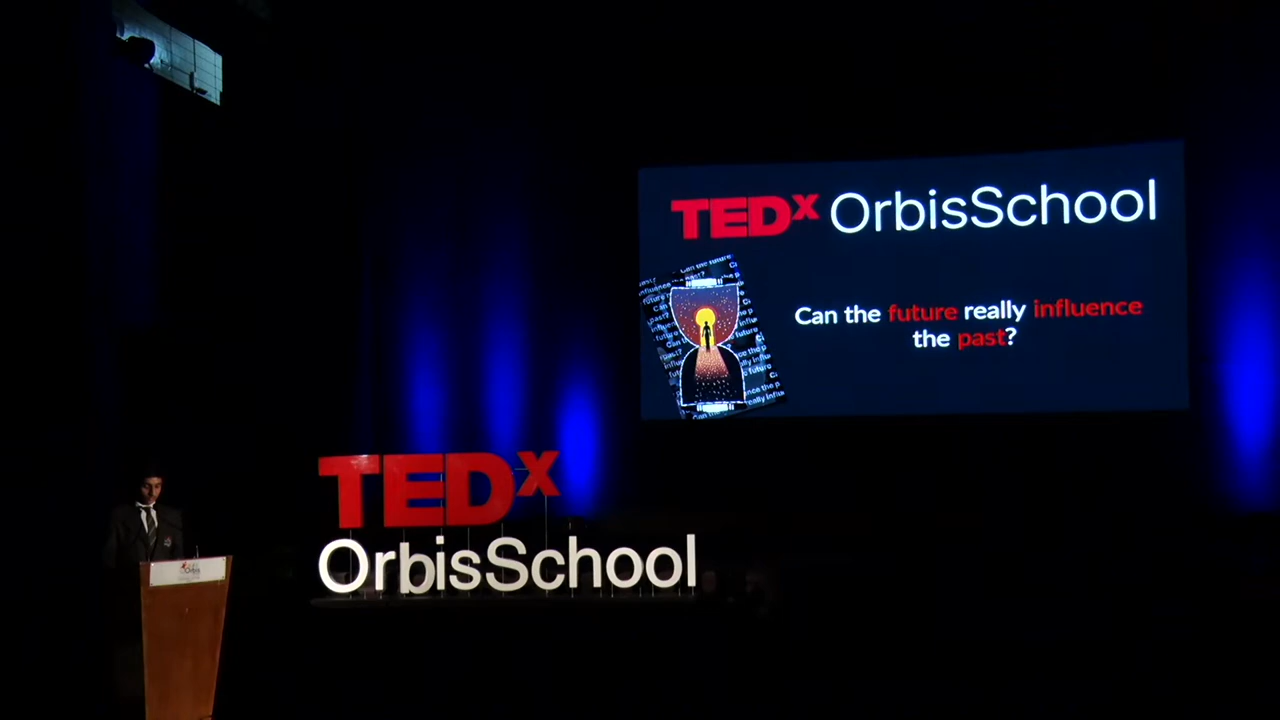 TEDx OrbisSchool
Can the future really influence
the past?
TEDx
OrbisSchool